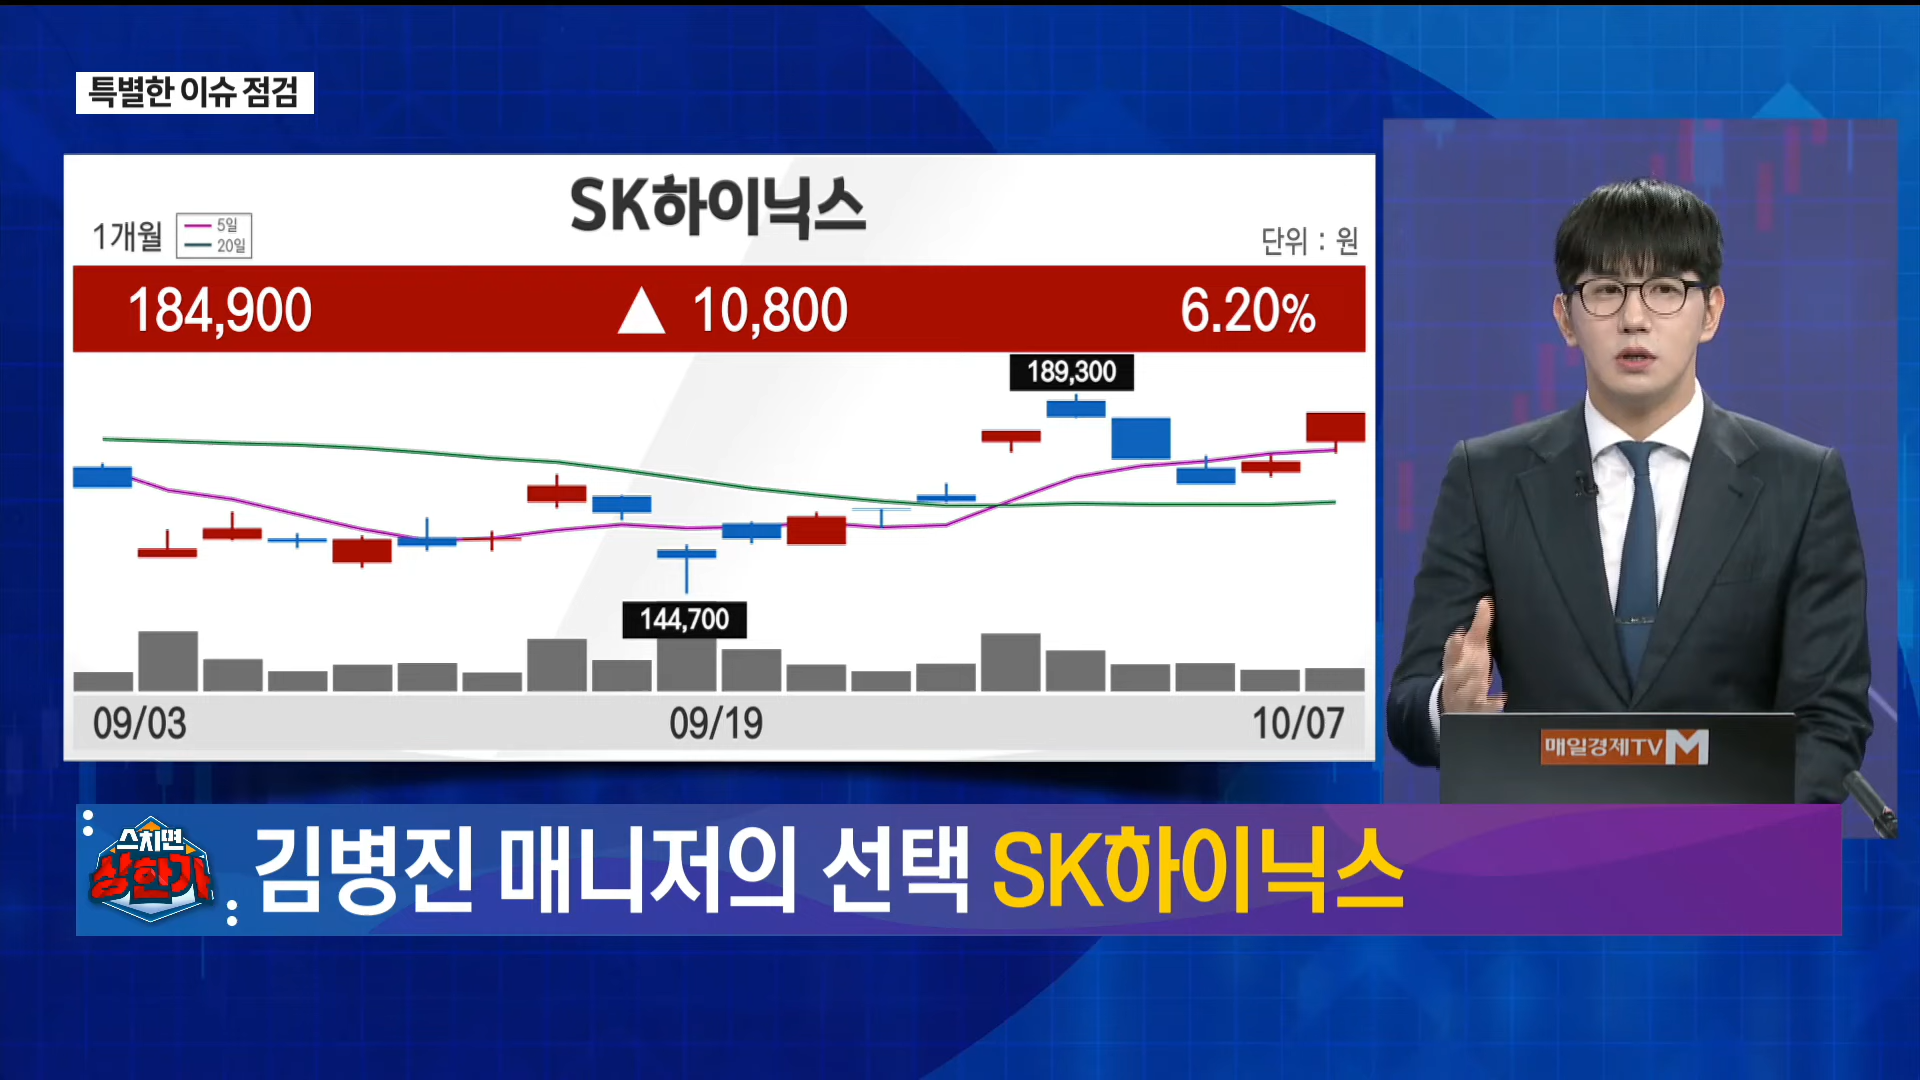 특별한 이슈 점검
SK하이닉스
1개월
5일
20일
단위 : 원
184,900 ▲ 10,800 6.20%
189,300
144,700
09/03 09/19 10/07
매일경제TV M
스치면
상한가
김병진 매니저의 선택 SK하이닉스